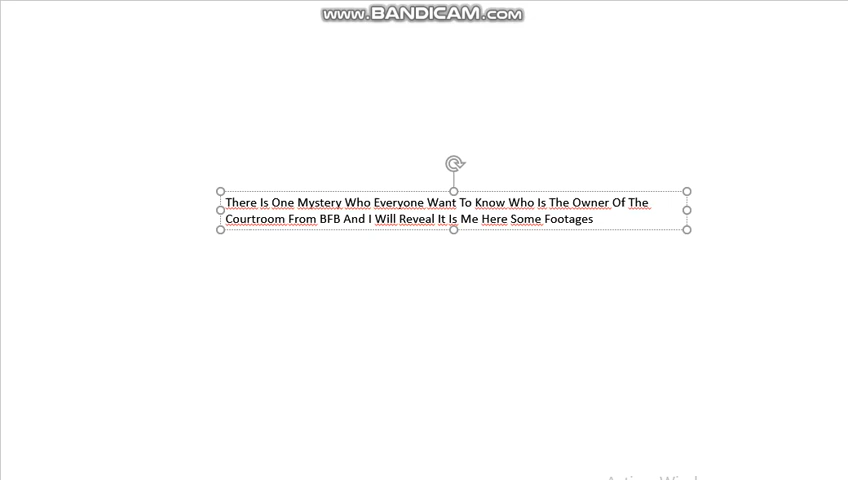 www.BANDICAM.com
There Is One Mystery Who Everyone Want To Know Who Is The Owner Of The
Courtroom From BFB And I Will Reveal It Is Me Here Some Footages